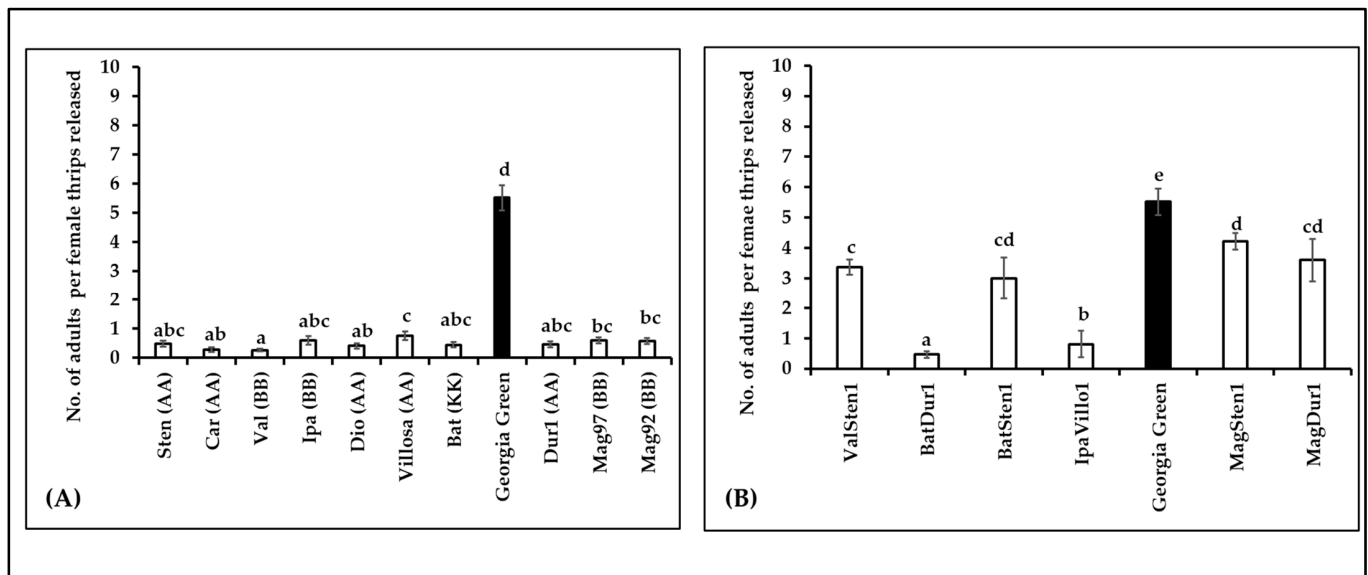 No. of adults per female thrips released
10
9
8
7
6
5
4
3
2
1
0
abc
ab
a
abc
ab
c
abc
d
abc
bc
bc
Sten (AA)
Car (AA)
Val (BB)
Ipa (BB)
Dio (AA)
Villosa (AA)
Bat (KK)
Georgia Green
Dur1 (AA)
Mag97 (BB)
Mag92 (BB)
(A)
No. of adults per femae thrips released
10
9
8
7
6
5
4
3
2
1
0
c
a
cd
b
e
d
cd
ValSten1
BatDur1
BatSten1
IpaVillo1
Georgia Green
MagSten1
MagDur1
(B)